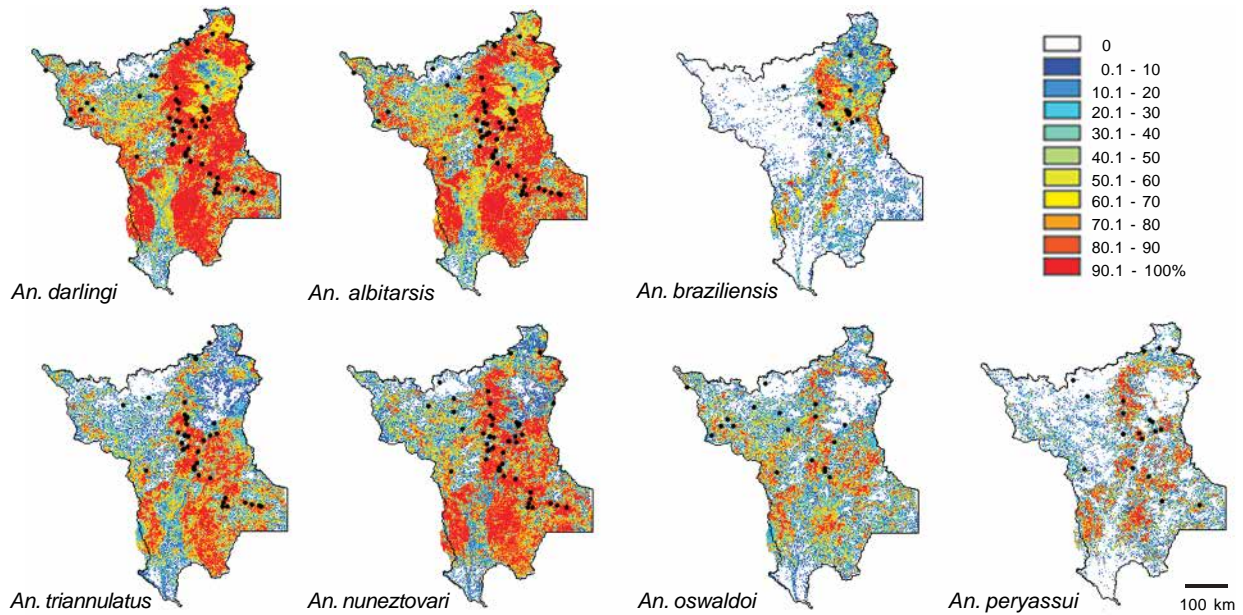 0
0.1 - 10
10.1 - 20
20.1 - 30
30.1 - 40
40.1 - 50
50.1 - 60
60.1 - 70
70.1 - 80
80.1 - 90
90.1 - 100%
An. darlingi
An. albitarsis
An. braziliensis
An. triannulatus
An. nuneztovari
An. oswaldoi
An. peryassui
100 km